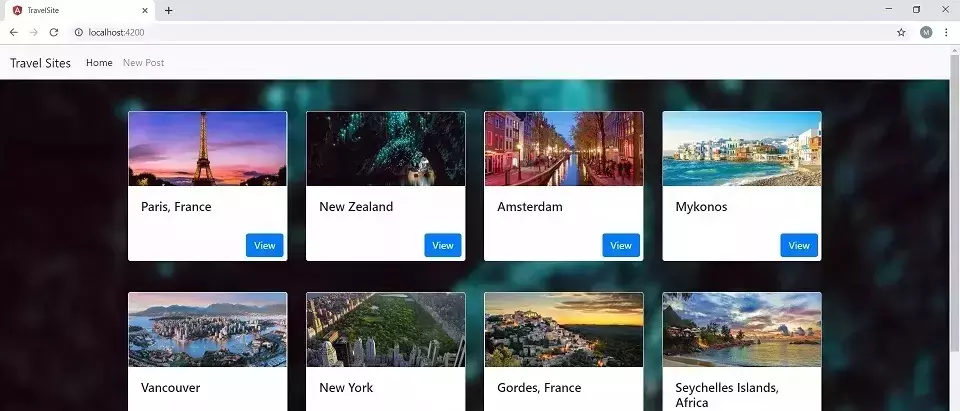 TravelSite
localhost:4200
M
Travel Sites Home New Post
Paris, France
New Zealand
Amsterdam
Mykonos
View
View
View
View
Vancouver
New York
Gordes, France
Seychelles Islands,
Africa